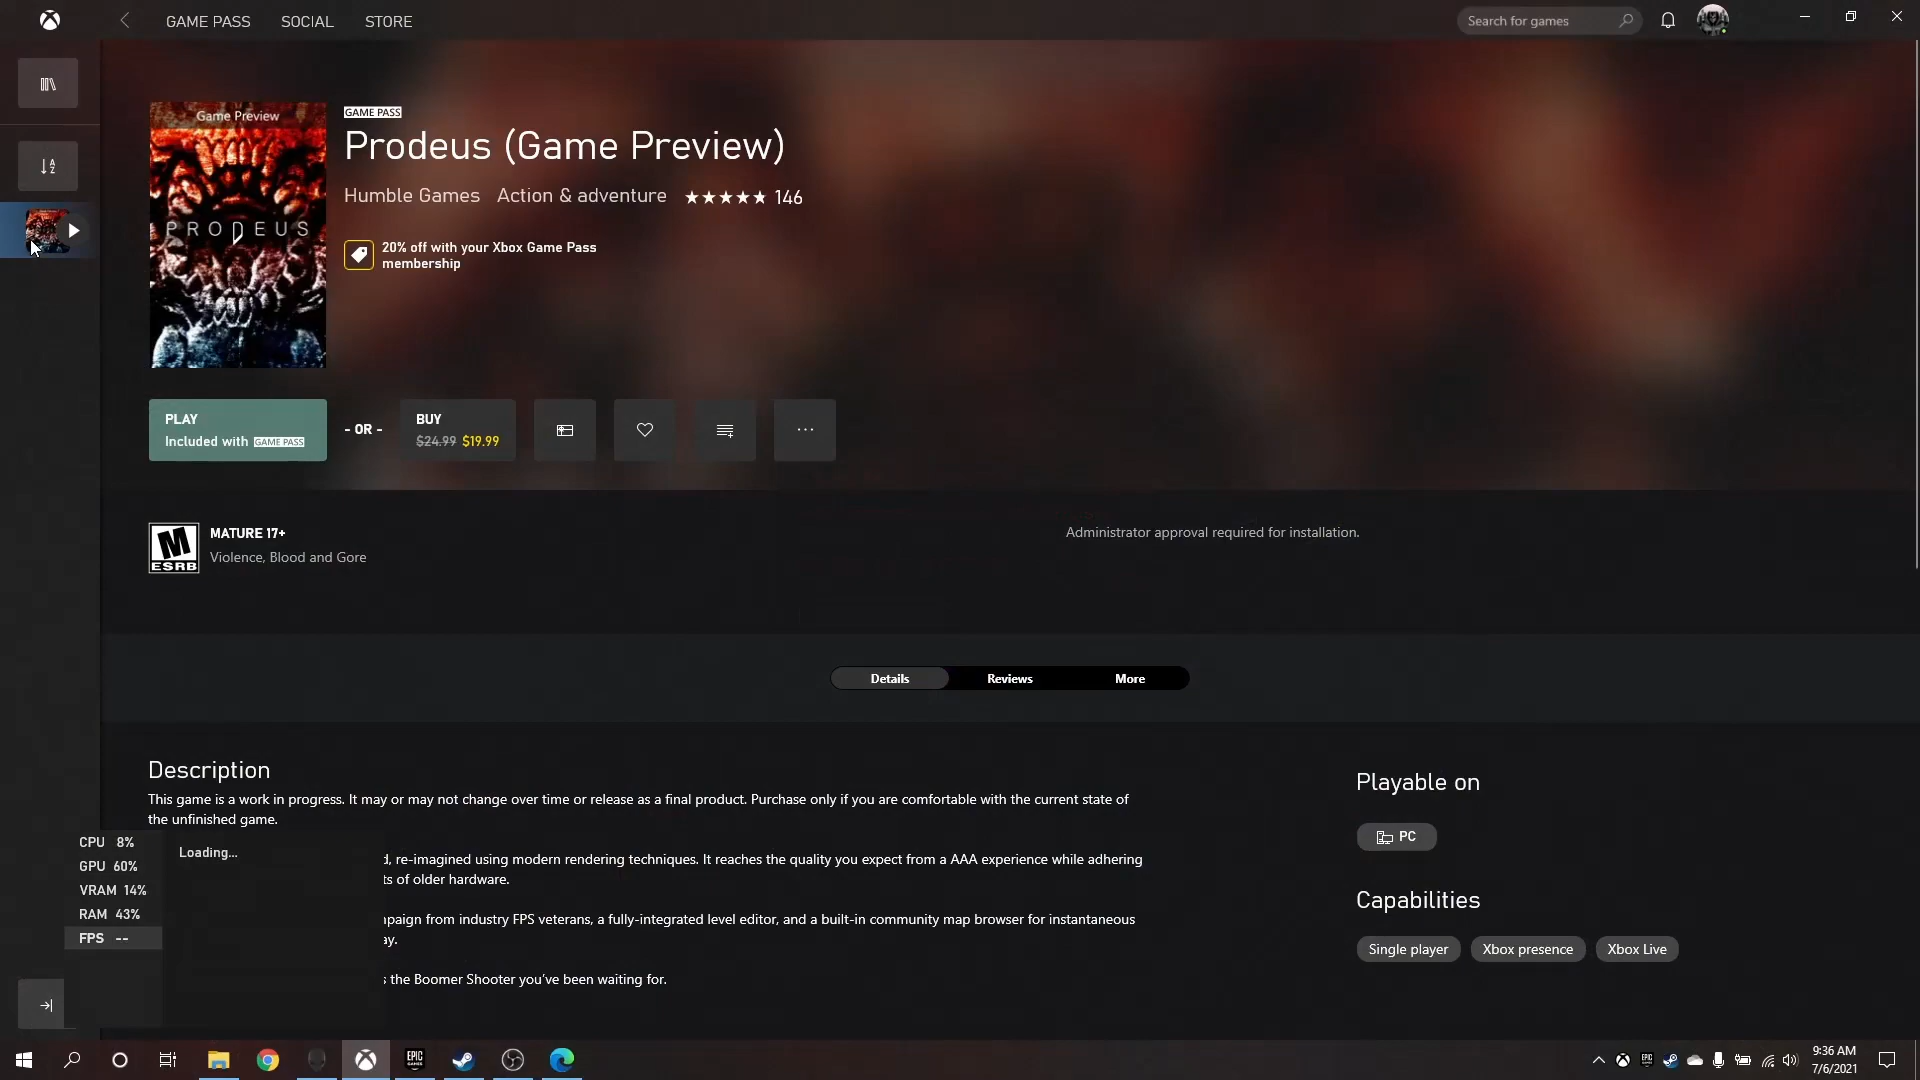 GAME PASS SOCIAL STORE
Search for games
Game Preview
PRODEUS
GAME PASS
Prodeus (Game Preview)
Humble Games Action & adventure ★★★★★ 146
20% off with your Xbox Game Pass
membership
PLAY
Included with GAME PASS
- OR -
BUY
$24.99 $19.99
...
M
ESRB
MATURE 17+
Violence, Blood and Gore
Administrator approval required for installation.
Details Reviews More
Description
This game is a work in progress. It may or may not change over time or release as a final product. Purchase only if you are comfortable with the current state of
the unfinished game.
d, re-imagined using modern rendering techniques. It reaches the quality you expect from a AAA experience while adhering
ts of older hardware.
npaign from industry FPS veterans, a fully-integrated level editor, and a built-in community map browser for instantaneous
ay.
s the Boomer Shooter you've been waiting for.
CPU 8%
GPU 60%
VRAM 14%
RAM 43%
FPS --
Loading...
Playable on
PC
Capabilities
Single player Xbox presence Xbox Live
EPIC GAMES
9:36 AM
7/6/2021